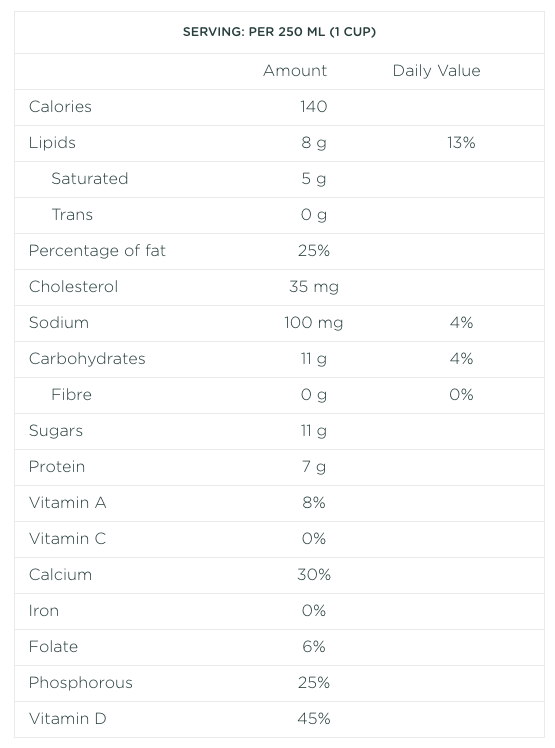 SERVING: PER 250 ML (1 CUP)
Amount Daily Value
Calories 140
Lipids 8 g 13%
Saturated 5 g
Trans 0 g
Percentage of fat 25%
Cholesterol 35 mg
Sodium 100 mg 4%
Carbohydrates 11 g 4%
Fibre 0 g 0%
Sugars 11 g
Protein 7 g
Vitamin A 8%
Vitamin C 0%
Calcium 30%
Iron 0%
Folate 6%
Phosphorous 25%
Vitamin D 45%